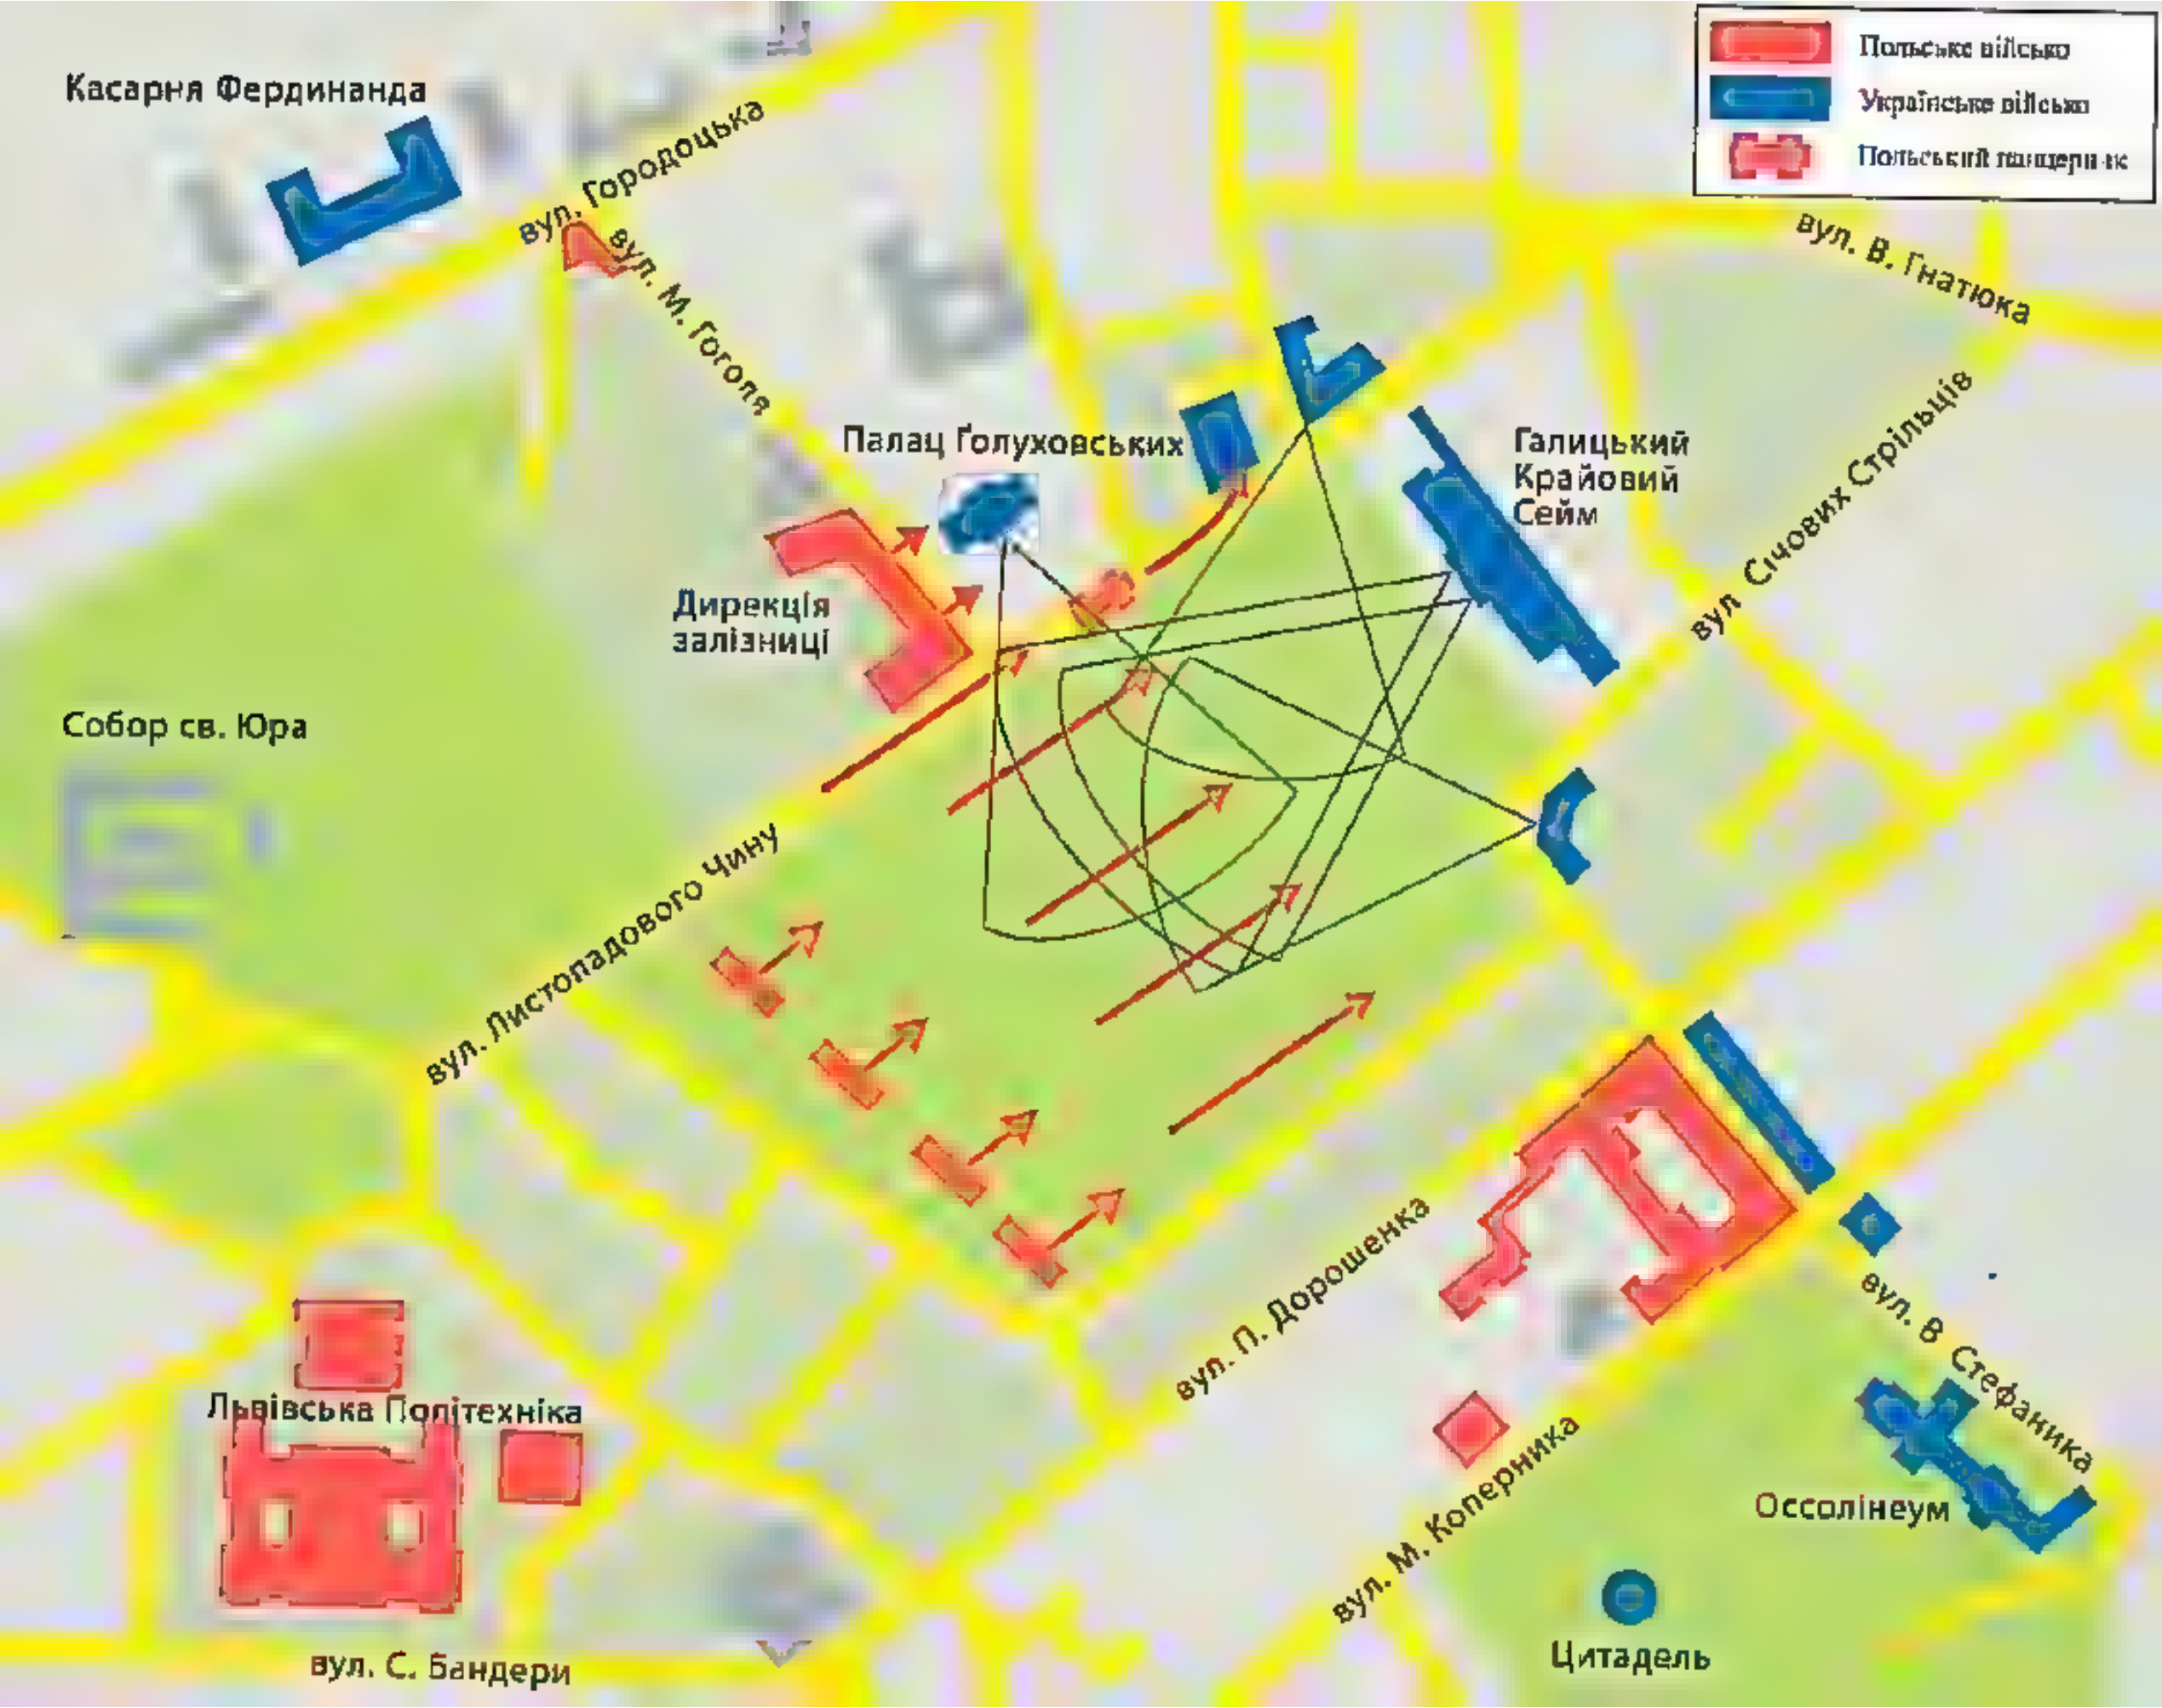 Польське військо
Українське військо
Польський панцерник
Касарня Фердинанда
вул. Городоцька
вул. М. Гоголя
вул. В. Гнатюка
Палац Ґолуховських
Галицький
Крайовий
Сейм
вул Січових Стрільців
Дирекція
залізниці
Собор св. Юра
вул. Листопадового Чину
вул. П. Дорошенка
вул. В Стефаника
Львівська Політехніка
вул. М. Коперника
Оссолінеум
Цитадель
вул. С. Бандери